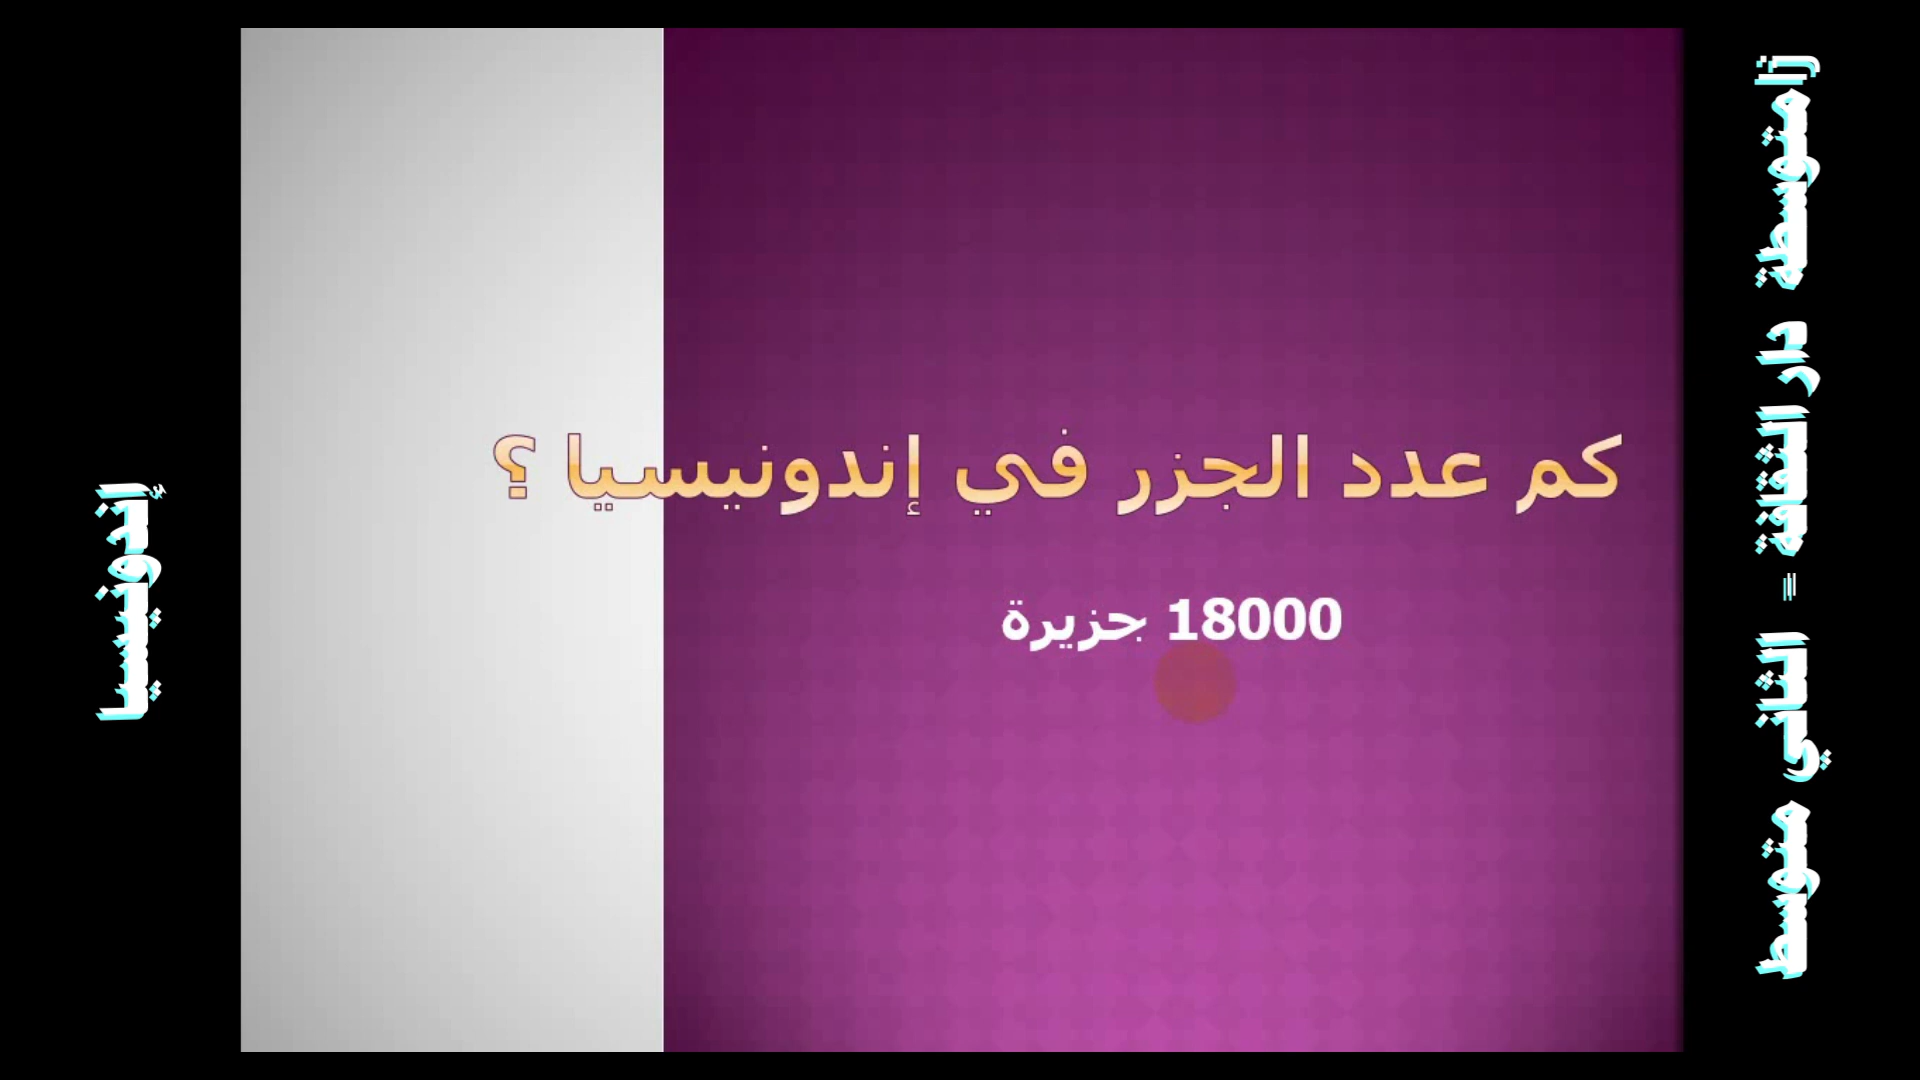 كم عدد الجزر في إندونيسيا ؟
18000 جزيرة
متوسطة دار الثقافة = الثاني متوسط
إندونيسيا